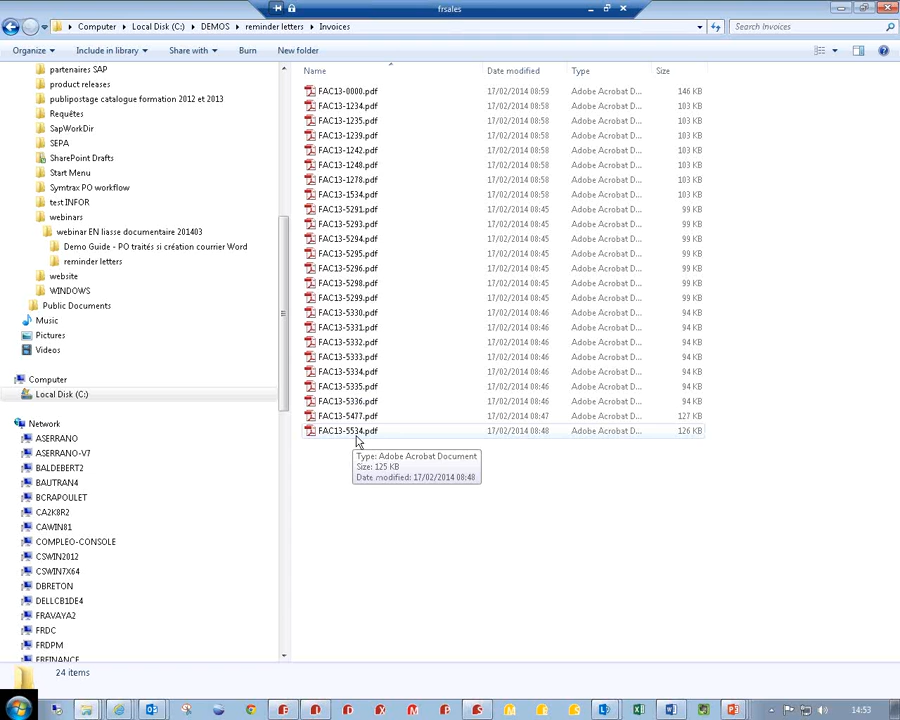 frsales
Computer ▸ Local Disk (C:) ▸ DEMOS ▸ reminder letters ▸ Invoices
Search Invoices
Organize Include in library Share with Burn New folder
partenaires SAP
product releases
publipostage catalogue formation 2012 et 2013
Requêtes
SapWorkDir
SEPA
SharePoint Drafts
Start Menu
Symtrax PO workflow
test INFOR
webinars
webinar EN liasse documentaire 201403
Demo Guide - PO traités si création courrier Word
reminder letters
website
WINDOWS
Public Documents
Music
Pictures
Videos
Computer
Local Disk (C:)
Network
ASERRANO
ASERRANO-V7
BALDEBERT2
BAUTRAN4
BCRAPOULET
CA2K8R2
CAWIN81
COMPLEO-CONSOLE
CSWIN2012
CSWIN7X64
DBRETON
DELLCB1DE4
FRAVAYA2
FRDC
FRDPM
FRFINANCE
Name Date modified Type Size
FAC13-0000.pdf 17/02/2014 08:59 Adobe Acrobat D... 146 KB
FAC13-1234.pdf 17/02/2014 08:58 Adobe Acrobat D... 103 KB
FAC13-1235.pdf 17/02/2014 08:58 Adobe Acrobat D... 103 KB
FAC13-1239.pdf 17/02/2014 08:58 Adobe Acrobat D... 103 KB
FAC13-1242.pdf 17/02/2014 08:58 Adobe Acrobat D... 103 KB
FAC13-1248.pdf 17/02/2014 08:58 Adobe Acrobat D... 103 KB
FAC13-1278.pdf 17/02/2014 08:58 Adobe Acrobat D... 103 KB
FAC13-1534.pdf 17/02/2014 08:58 Adobe Acrobat D... 103 KB
FAC13-5291.pdf 17/02/2014 08:45 Adobe Acrobat D... 99 KB
FAC13-5293.pdf 17/02/2014 08:45 Adobe Acrobat D... 99 KB
FAC13-5294.pdf 17/02/2014 08:45 Adobe Acrobat D... 99 KB
FAC13-5295.pdf 17/02/2014 08:45 Adobe Acrobat D... 99 KB
FAC13-5296.pdf 17/02/2014 08:45 Adobe Acrobat D... 99 KB
FAC13-5298.pdf 17/02/2014 08:45 Adobe Acrobat D... 99 KB
FAC13-5299.pdf 17/02/2014 08:45 Adobe Acrobat D... 99 KB
FAC13-5330.pdf 17/02/2014 08:46 Adobe Acrobat D... 94 KB
FAC13-5331.pdf 17/02/2014 08:46 Adobe Acrobat D... 94 KB
FAC13-5332.pdf 17/02/2014 08:46 Adobe Acrobat D... 94 KB
FAC13-5333.pdf 17/02/2014 08:46 Adobe Acrobat D... 94 KB
FAC13-5334.pdf 17/02/2014 08:46 Adobe Acrobat D... 94 KB
FAC13-5335.pdf 17/02/2014 08:46 Adobe Acrobat D... 94 KB
FAC13-5336.pdf 17/02/2014 08:46 Adobe Acrobat D... 94 KB
FAC13-5477.pdf 17/02/2014 08:47 Adobe Acrobat D... 127 KB
FAC13-5534.pdf 17/02/2014 08:48 Adobe Acrobat D... 126 KB
Type: Adobe Acrobat Document
Size: 125 KB
Date modified: 17/02/2014 08:48
24 items
14:53